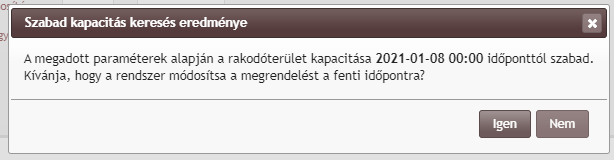 Szabad kapacitás keresés eredménye
A megadott paraméterek alapján a rakodóterület kapacitása 2021-01-08 00:00 időponttól szabad.
Kívánja, hogy a rendszer módosítsa a megrendelést a fenti időpontra?
Igen
Nem